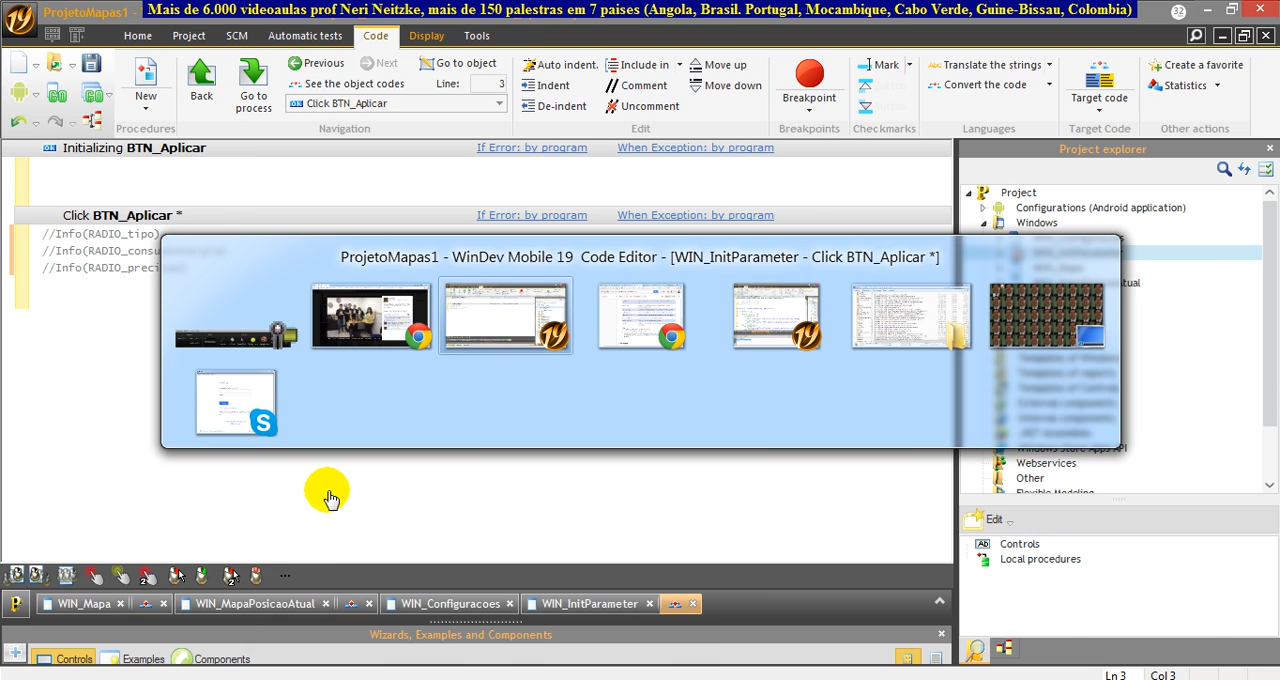 ProjetoMapas1 -
Mais de 6.000 videoaulas prof Neri Neitzke, mais de 150 palestras em 7 paises (Angola, Brasil. Portugal, Mocambique, Cabo Verde, Guine-Bissau, Colombia)
32
Home Project SCM Automatic tests Code Display Tools
Previous Next Go to object
See the object codes Line: 3
Click BTN_Aplicar
New
Back
Go to process
Auto indent. Include in Move up
Indent Comment Move down
De-indent Uncomment
Breakpoint
Mark
Translate the strings
Convert the code
Target code
Create a favorite
Statistics
Procedures Navigation Edit Breakpoints Checkmarks Languages Target Code Other actions
Initializing BTN_Aplicar If Error: by program When Exception: by program
Click BTN_Aplicar * If Error: by program When Exception: by program
//Info(RADIO_tipo)
//Info(RADIO_consu
//Info(RADIO_preci
ProjetoMapas1 - WinDev Mobile 19 Code Editor - [WIN_InitParameter - Click BTN_Aplicar *]
Project explorer
Project
Configurations (Android application)
Windows
Webservices
Other
Flexible Modeling
Edit
Controls
Local procedures
WIN_Mapa WIN_MapaPosicaoAtual WIN_Configuracoes WIN_InitParameter
Wizards, Examples and Components
Controls Examples Components
Ln 3 Col 3